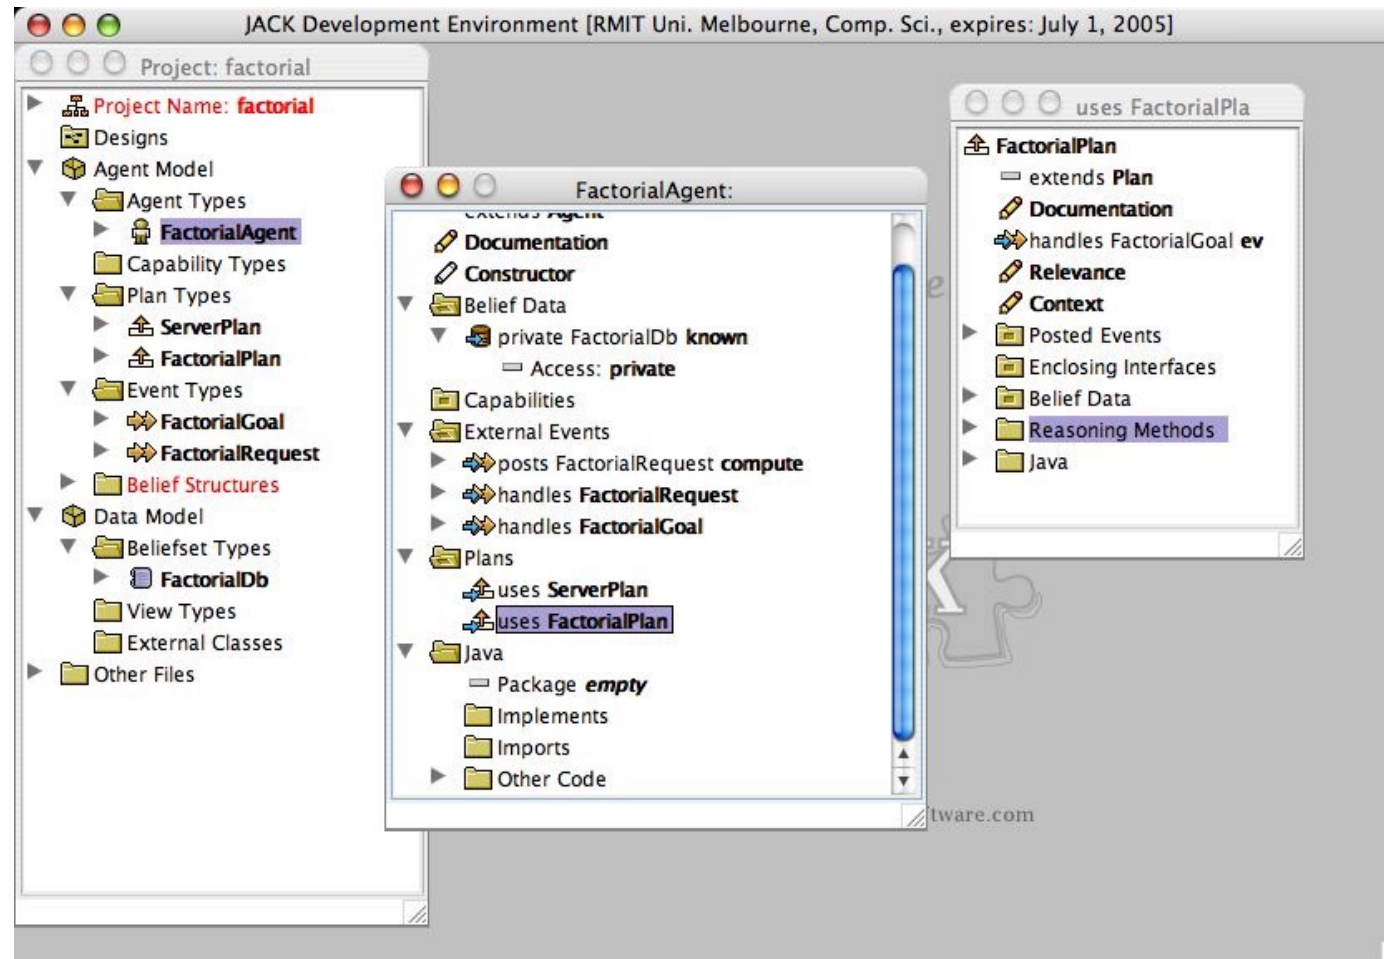 JACK Development Environment [RMIT Uni. Melbourne, Comp. Sci., expires: July 1, 2005]
Project: factorial
Project Name: factorial
Designs
Agent Model
Agent Types
FactorialAgent
Capability Types
Plan Types
ServerPlan
FactorialPlan
Event Types
FactorialGoal
FactorialRequest
Belief Structures
Data Model
Beliefset Types
FactorialDb
View Types
External Classes
Other Files
FactorialAgent:
extends Agent
Documentation
Constructor
Belief Data
private FactorialDb known
Access: private
Capabilities
External Events
posts FactorialRequest compute
handles FactorialRequest
handles FactorialGoal
Plans
uses ServerPlan
uses FactorialPlan
Java
Package empty
Implements
Imports
Other Code
uses FactorialPla
FactorialPlan
extends Plan
Documentation
handles FactorialGoal ev
Relevance
Context
Posted Events
Enclosing Interfaces
Belief Data
Reasoning Methods
Java
tware.com